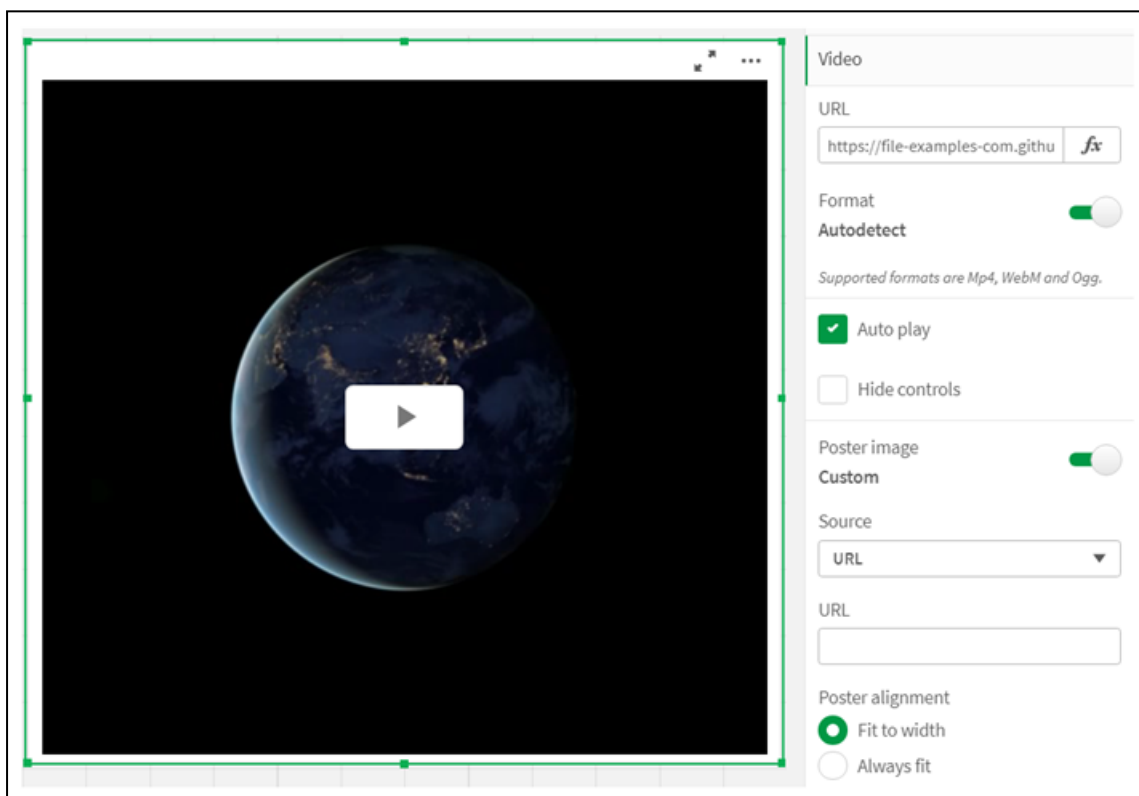 Video
URL
https://file-examples-com.githu
fx
Format
Autodetect
Supported formats are Mp4, WebM and Ogg.
Auto play
Hide controls
Poster image
Custom
Source
URL
URL
Poster alignment
Fit to width
Always fit